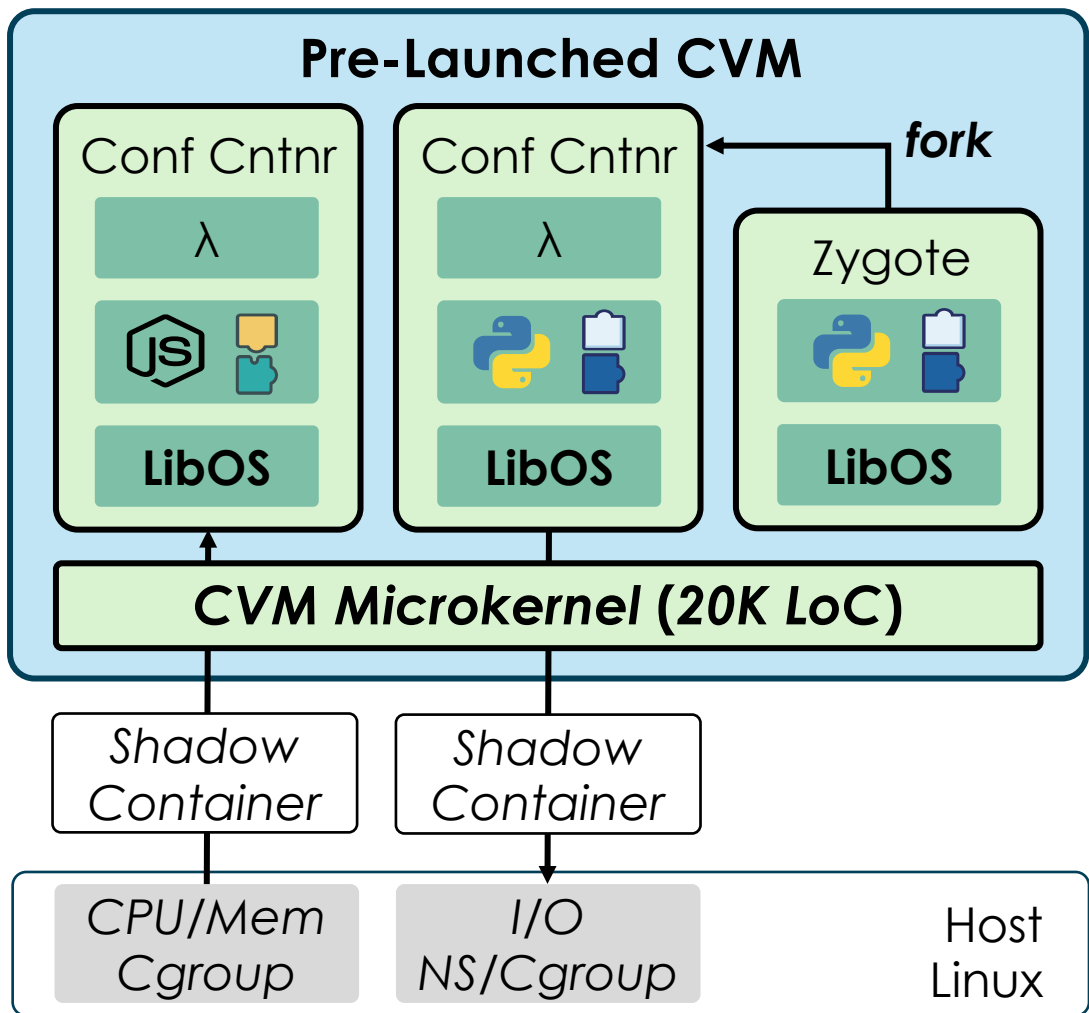 Pre-Launched CVM
Conf Cntnr
λ
JS
LibOS
Conf Cntnr
λ
LibOS
fork
Zygote
LibOS
CVM Microkernel (20K LoC)
Shadow
Container
Shadow
Container
CPU/Mem
Cgroup
I/O
NS/Cgroup
Host
Linux